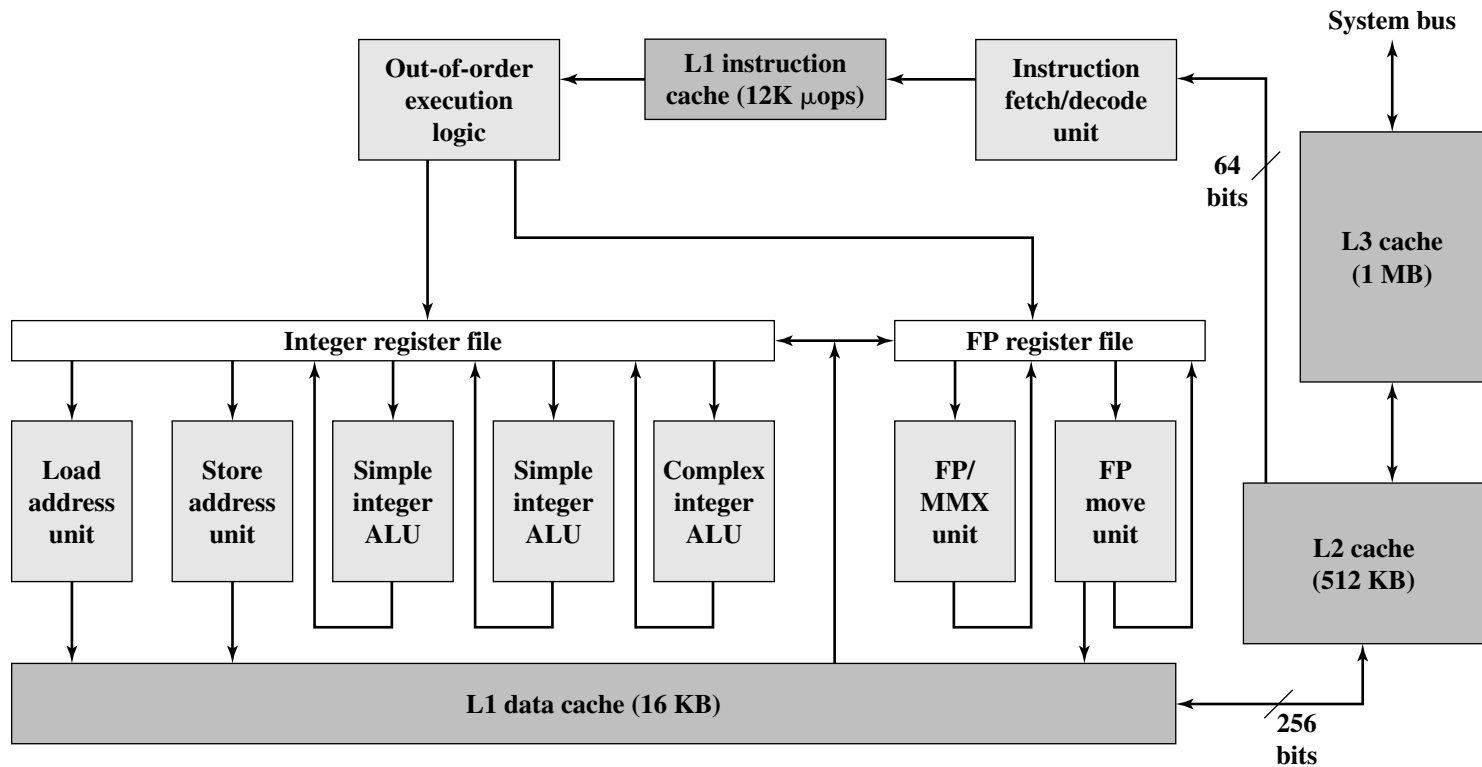 System bus
Out-of-order
execution
logic
L1 instruction
cache (12K μops)
Instruction
fetch/decode
unit
64
bits
L3 cache
(1 MB)
Integer register file
FP register file
Load
address
unit
Store
address
unit
Simple
integer
ALU
Simple
integer
ALU
Complex
integer
ALU
FP/
MMX
unit
FP
move
unit
L2 cache
(512 KB)
L1 data cache (16 KB)
256
bits